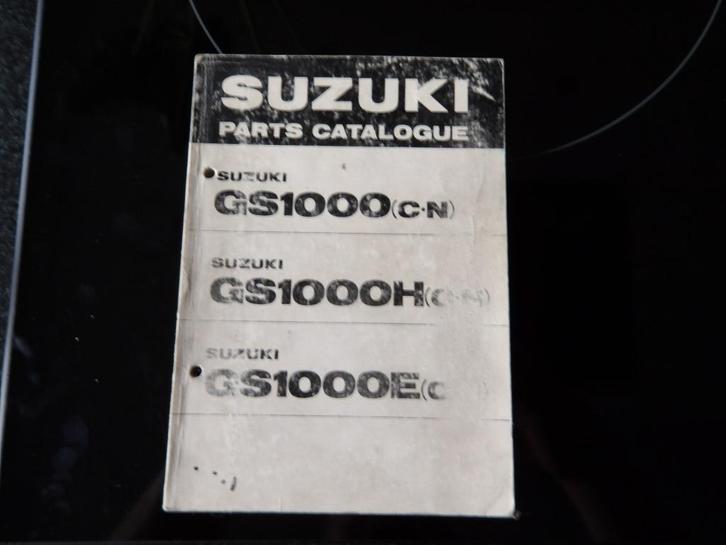 SUZUKI
PARTS CATALOGUE
SUZUKI
GS1000(C·N)
SUZUKI
GS1000H(C
SUZUKI
GS1000E(C